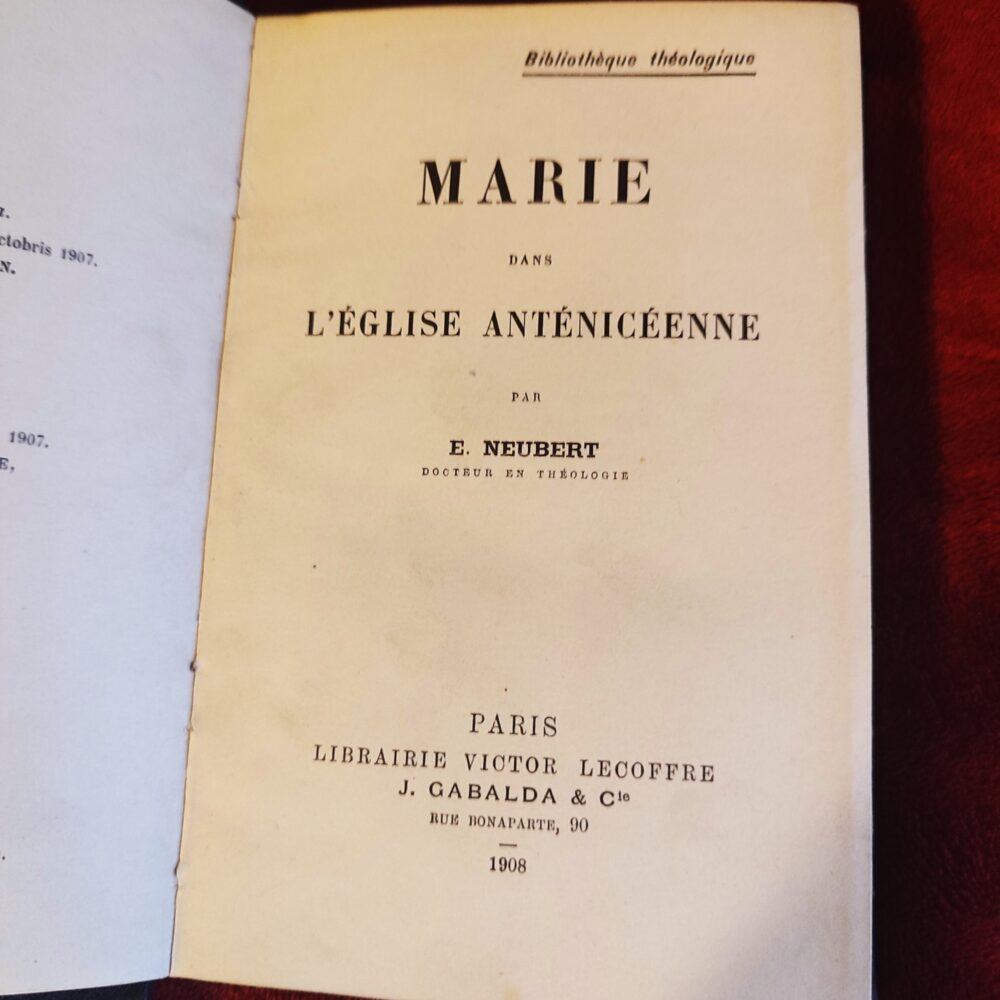 ctobris 1907.
N.
1907.
E,
Bibliothèque théologique
MARIE
DANS
L'ÉGLISE ANTÉNICÉENNE
PAR
E. NEUBERT
DOCTEUR EN THÉOLOGIE
PARIS
LIBRAIRIE VICTOR LECOFFRE
J. GABALDA & Cie
RUE BONAPARTE, 90
1908